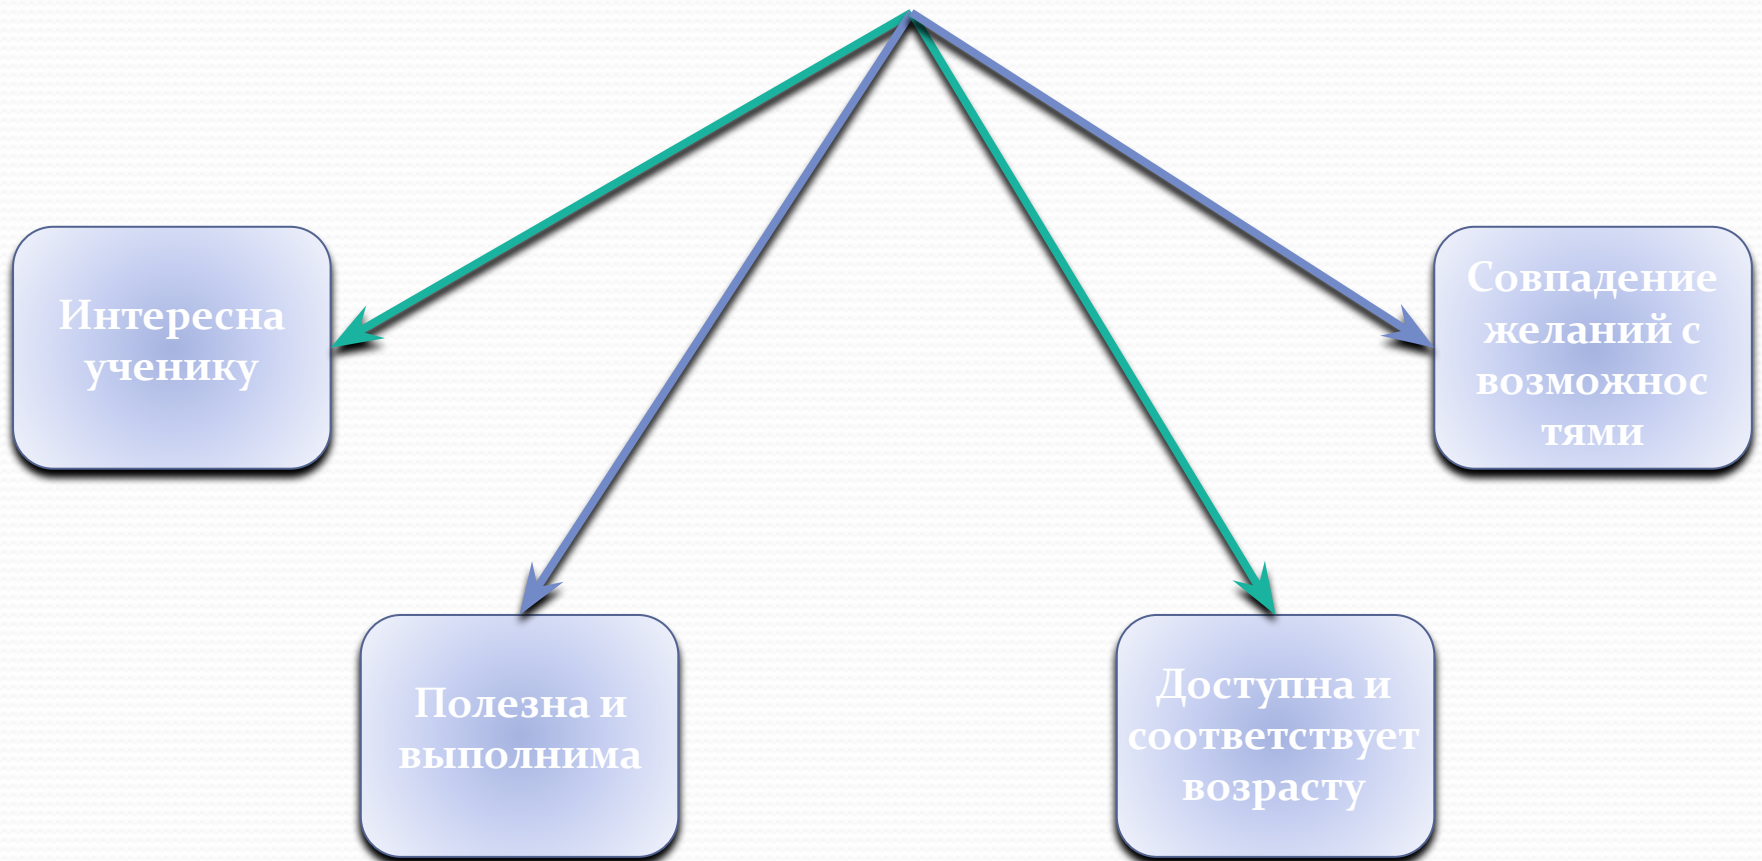 Интересна
ученику
Совпадение
желаний с
возможнос
тями
Полезна и
выполнима
Доступна и
соответствует
возрасту